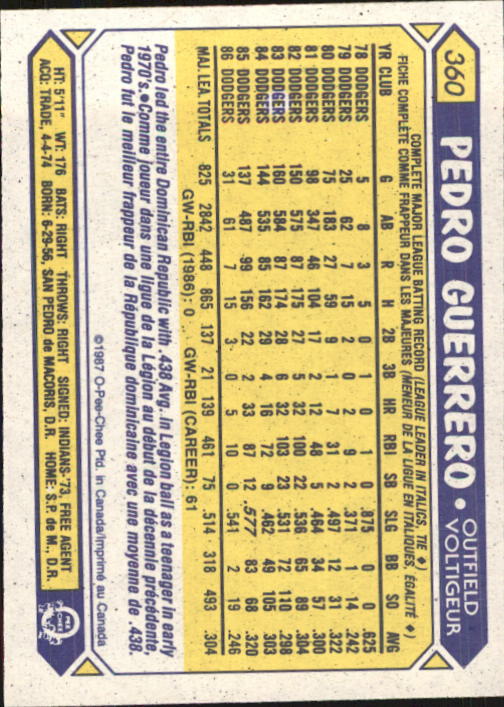 360
PEDRO GUERRERO • OUTFIELD
VOLTIGEUR
COMPLETE MAJOR LEAGUE BATTING RECORD (LEAGUE LEADER IN ITALICS, TIE ♦)
FICHE COMPLÈTE COMME FRAPPEUR DANS LES MAJEURES (MENEUR DE LA LIGUE EN ITALIQUES, ÉGALITÉ ♦)
YR CLUB G AB R H 2B 3B HR RBI SB SLG BB SO AVG
78 DODGERS 5 8 3 5 0 1 0 1 0 .875 0 0 .625
79 DODGERS 25 62 7 15 2 0 2 9 2 .371 1 14 .242
80 DODGERS 75 183 27 59 9 1 7 31 2 .497 12 31 .322
81 DODGERS 98 347 46 104 17 2 12 48 5 .464 34 57 .300
82 DODGERS 150 575 87 175 27 5 32 100 22 .536 65 89 .304
83 DODGERS 160 584 87 174 28 6 32 103 23 .531 72 110 .298
84 DODGERS 144 535 85 162 29 4 16 72 9 .462 49 105 .303
85 DODGERS 137 487 99 156 22 2 33 87 12 .577 83 68 .320
86 DODGERS 31 61 7 15 3 0 5 10 0 .541 2 19 .246
MAJ. LEA. TOTALS 825 2842 448 865 137 21 139 461 75 .514 318 493 .304
GW-RBI (1986): 0 GW-RBI (CAREER): 61
Pedro led the entire Dominican Republic with .438 Avg. in Legion ball as a teenager in early
1970's.•Comme joueur dans une ligue de la Légion au début de la décennie précédente,
Pedro fut le meilleur frappeur de la République dominicaine avec une moyenne de .438.
©1987 O-Pee-Chee Ptd. in Canada/Imprimé au Canada
HT: 5'11" WT: 176 BATS: RIGHT THROWS: RIGHT SIGNED: INDIANS-'73, FREE AGENT
ACQ: TRADE, 4-4-74 BORN: 6-29-56, SAN PEDRO de MACORIS, D.R. HOME: S.P. de M., D.R.
O PEE CHEE